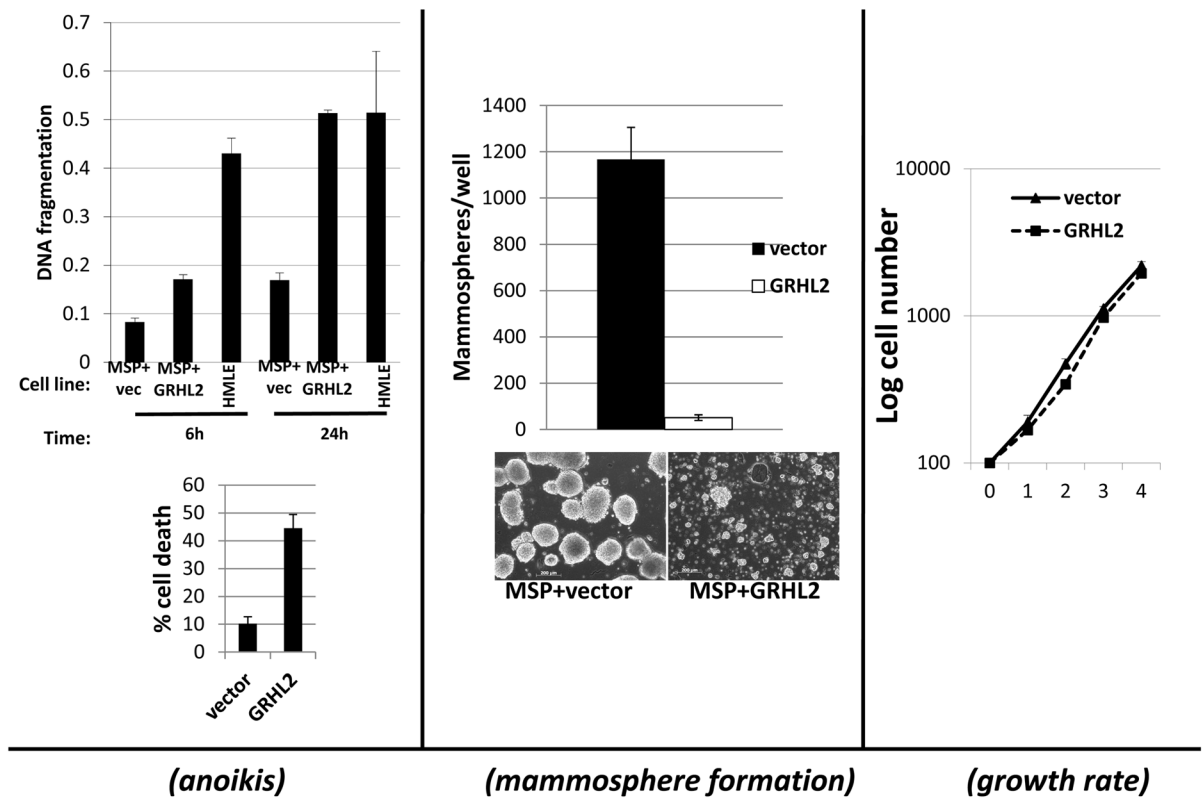 0.7
0.6
0.5
0.4
0.3
0.2
0.1
0
DNA fragmentation
Cell line:
MSP+ vec
MSP+ GRHL2
HMLE
MSP+ vec
MSP+ GRHL2
HMLE
Time:
6h
24h
60
50
40
30
20
10
0
% cell death
vector
GRHL2
(anoikis)
1400
1200
1000
800
600
400
200
0
Mammospheres/well
vector
GRHL2
200 µm
200 µm
MSP+vector
MSP+GRHL2
(mammosphere formation)
10000
1000
100
Log cell number
vector
GRHL2
0 1 2 3 4
(growth rate)